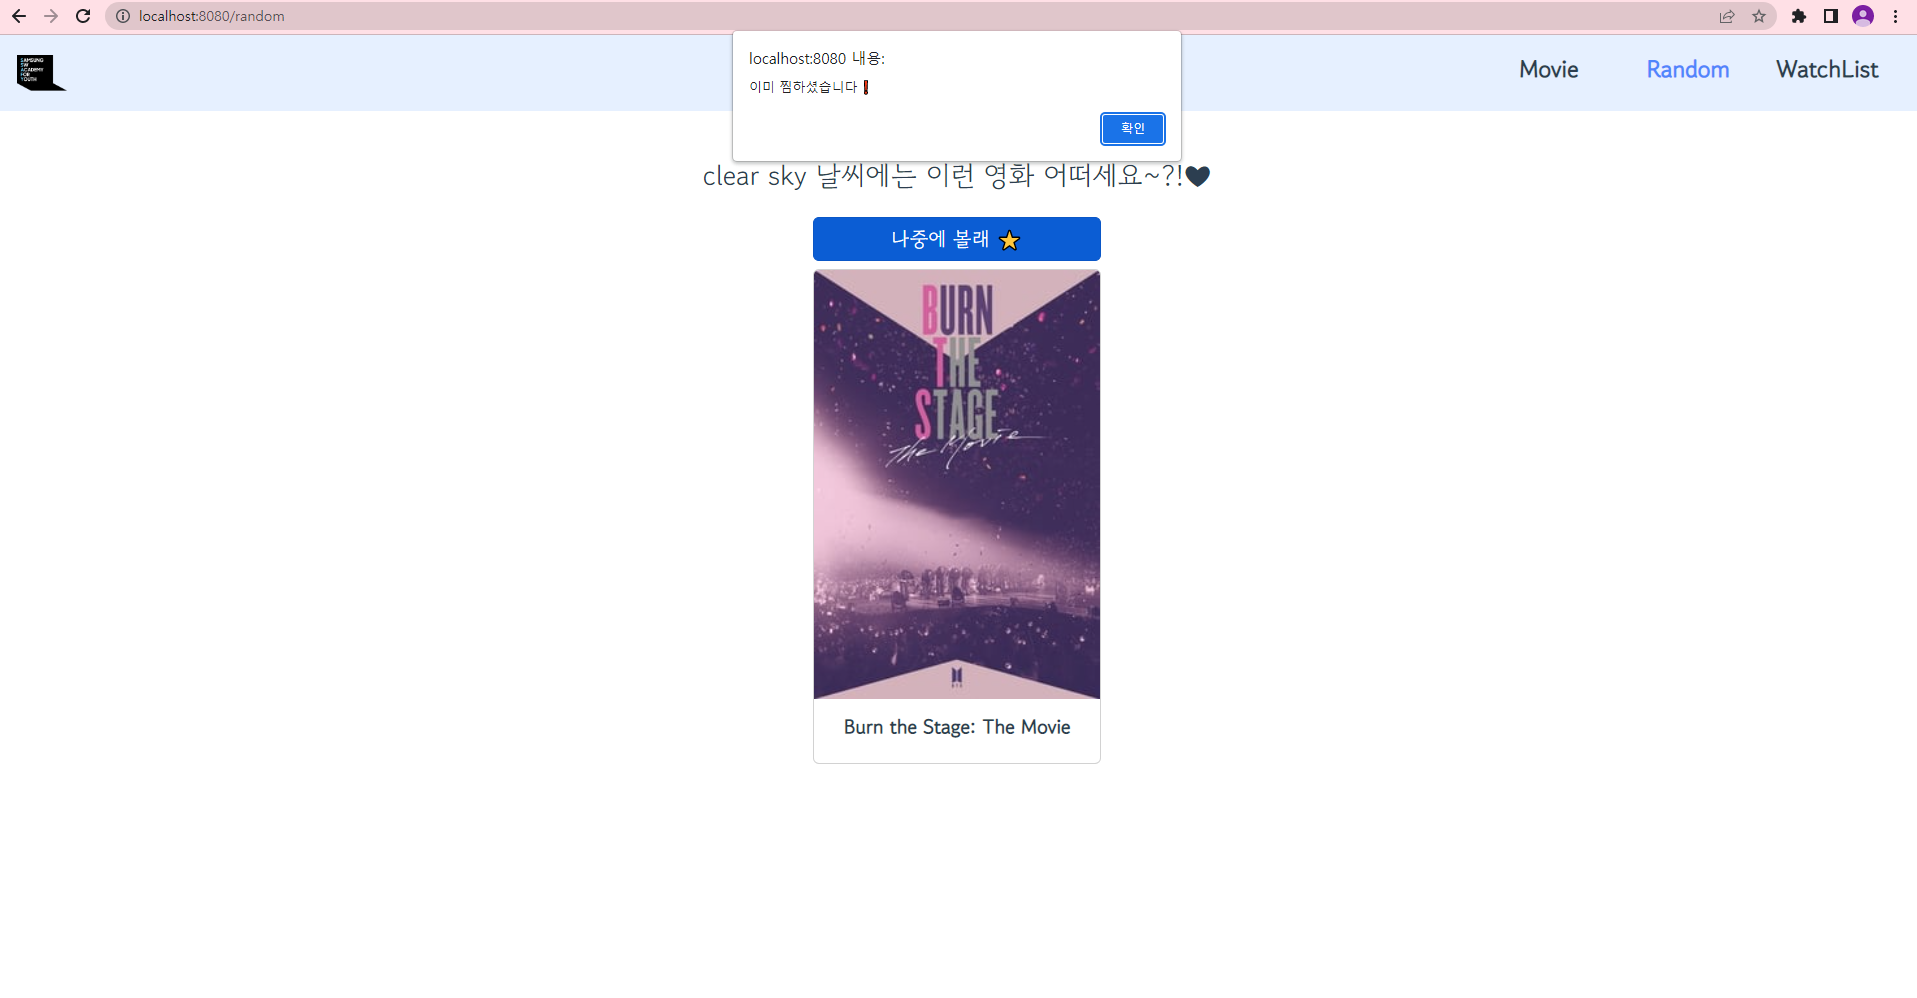 localhost:8080/random
SAMSUNG
SW
ACADEMY
FOR
YOUTH
localhost:8080 내용:
이미 찜하셨습니다❗
확인
Movie
Random
WatchList
clear sky 날씨에는 이런 영화 어떠세요~?!🖤
나중에 볼래 ⭐
BURN
THE
STAGE
The Movie
BTS
Burn the Stage: The Movie